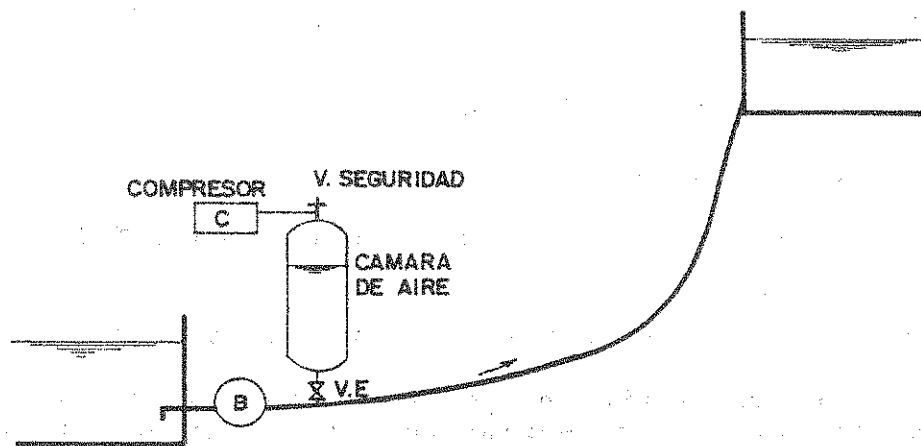 COMPRESOR
C
V. SEGURIDAD
CAMARA
DE AIRE
V.E
B